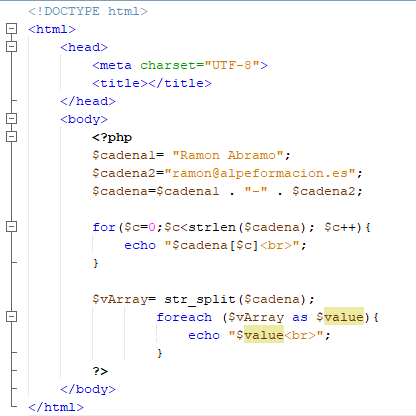 <!DOCTYPE html>
<html>
<head>
<meta charset="UTF-8">
<title></title>
</head>
<body>
<?php
$cadena1= "Ramon Abramo";
$cadena2="ramon@alpeformacion.es";
$cadena=$cadena1 . "-" . $cadena2;
for($c=0;$c<strlen($cadena); $c++){
echo "$cadena[$c]<br>";
}
$vArray= str_split($cadena);
foreach ($vArray as $value){
echo "$value<br>";
}
?>
</body>
</html>